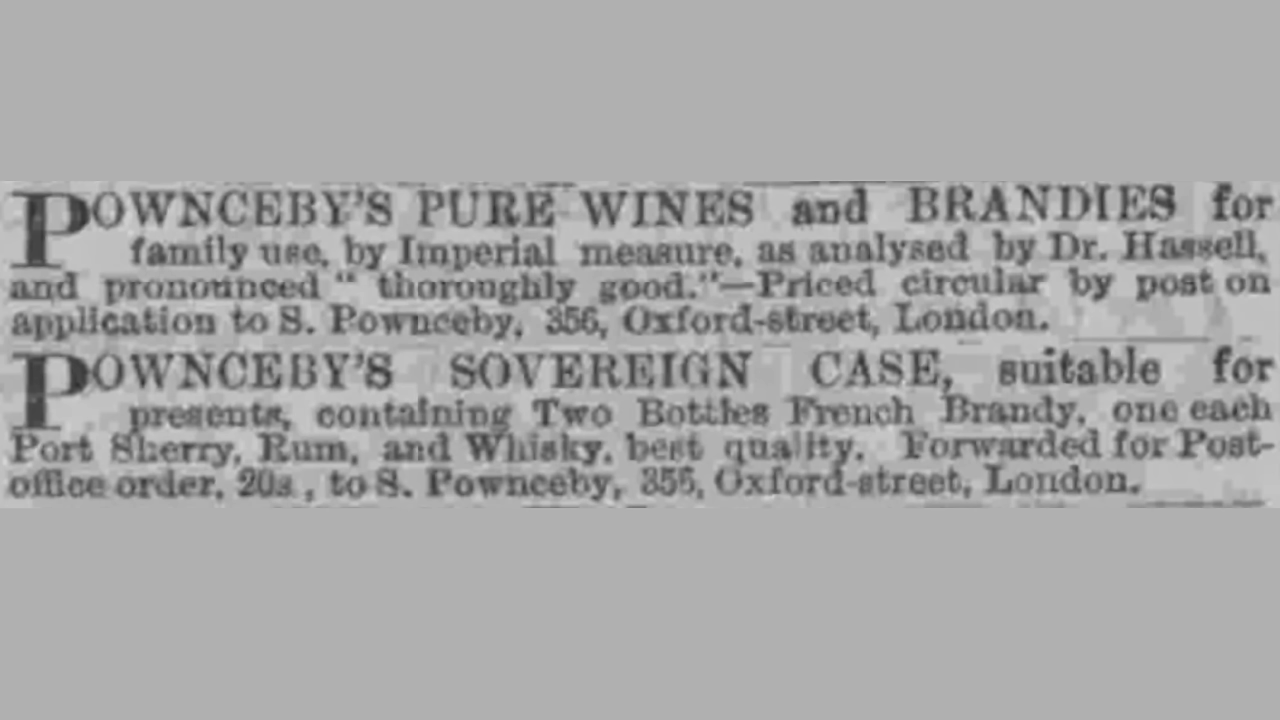 POWNCEBY'S PURE WINES and BRANDIES for
family use, by Imperial measure, as analysed by Dr. Hassell,
and pronounced "thoroughly good."—Priced circular by post on
application to S. Pownceby, 356, Oxford-street, London.
POWNCEBY'S SOVEREIGN CASE, suitable for
presents, containing Two Bottles French Brandy, one each
Port Sherry, Rum, and Whisky, best quality. Forwarded for Post-
office order, 20s, to S. Pownceby, 356, Oxford-street, London.